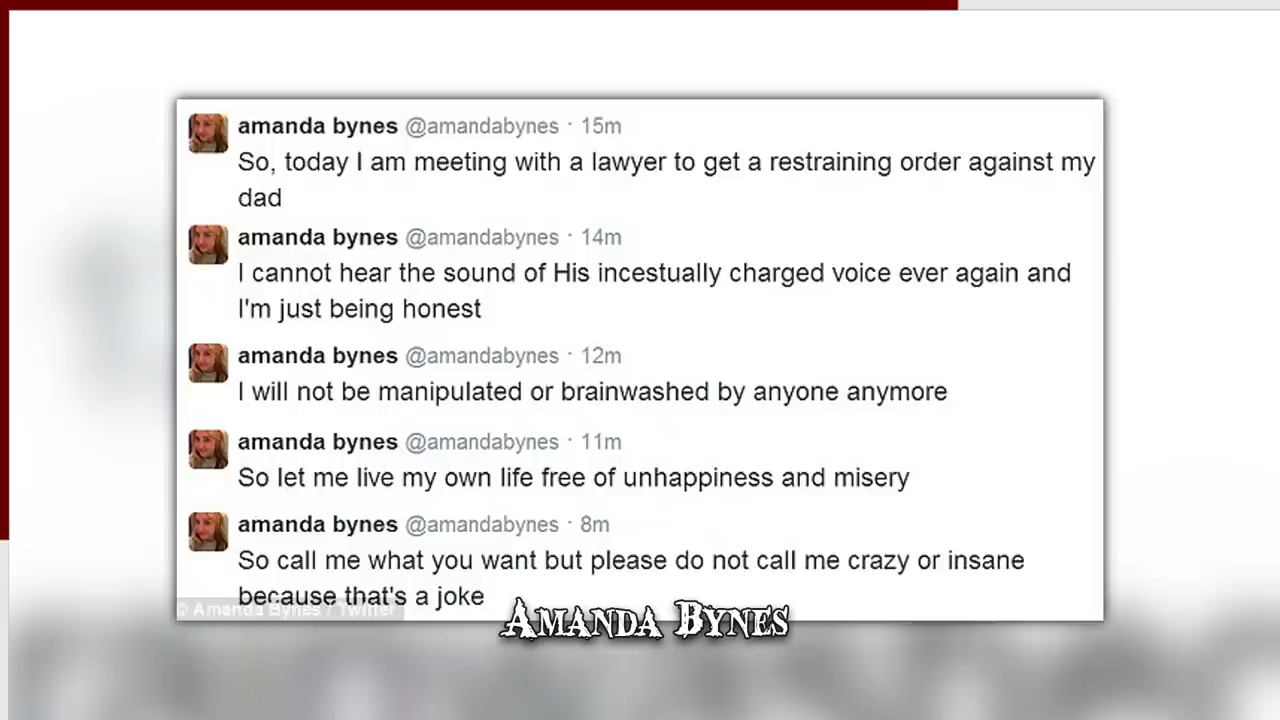 amanda bynes @amandabynes · 15m
So, today I am meeting with a lawyer to get a restraining order against my
dad
amanda bynes @amandabynes · 14m
I cannot hear the sound of His incestually charged voice ever again and
I'm just being honest
amanda bynes @amandabynes · 12m
I will not be manipulated or brainwashed by anyone anymore
amanda bynes @amandabynes · 11m
So let me live my own life free of unhappiness and misery
amanda bynes @amandabynes · 8m
So call me what you want but please do not call me crazy or insane
because that's a joke
© Amanda Bynes / Twitter
AMANDA BYNES